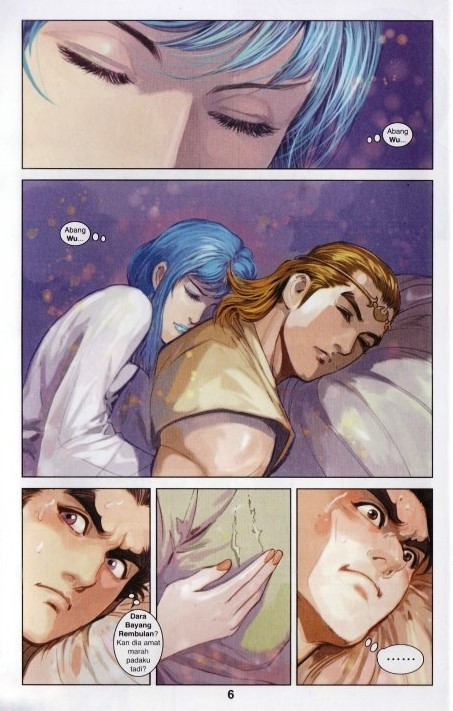 Abang
Wu...
Abang
Wu...
Dara
Bayang
Rembulan?
Kan dia amat
marah
padaku
tadi?
......
6